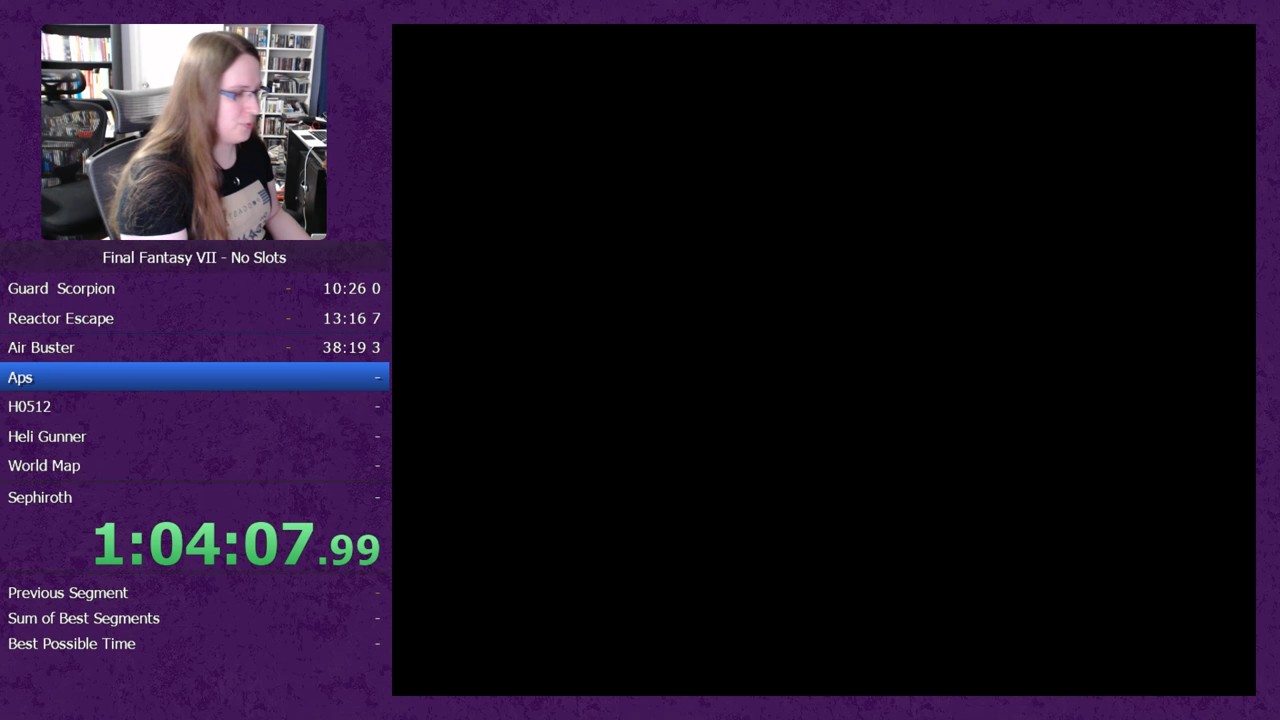 Final Fantasy VII - No Slots
Guard Scorpion - 10:26 0
Reactor Escape - 13:16 7
Air Buster - 38:19 3
Aps -
H0512 -
Heli Gunner -
World Map -
Sephiroth -
1:04:07.99
Previous Segment -
Sum of Best Segments -
Best Possible Time -